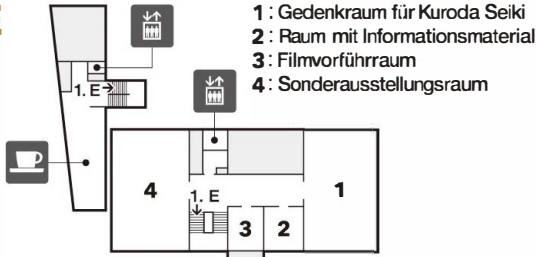 1 : Gedenkraum für Kuroda Seiki
2 : Raum mit Informationsmaterial
3 : Filmvorführraum
4 : Sonderausstellungsraum
1. E
4
1. E
1
3
2